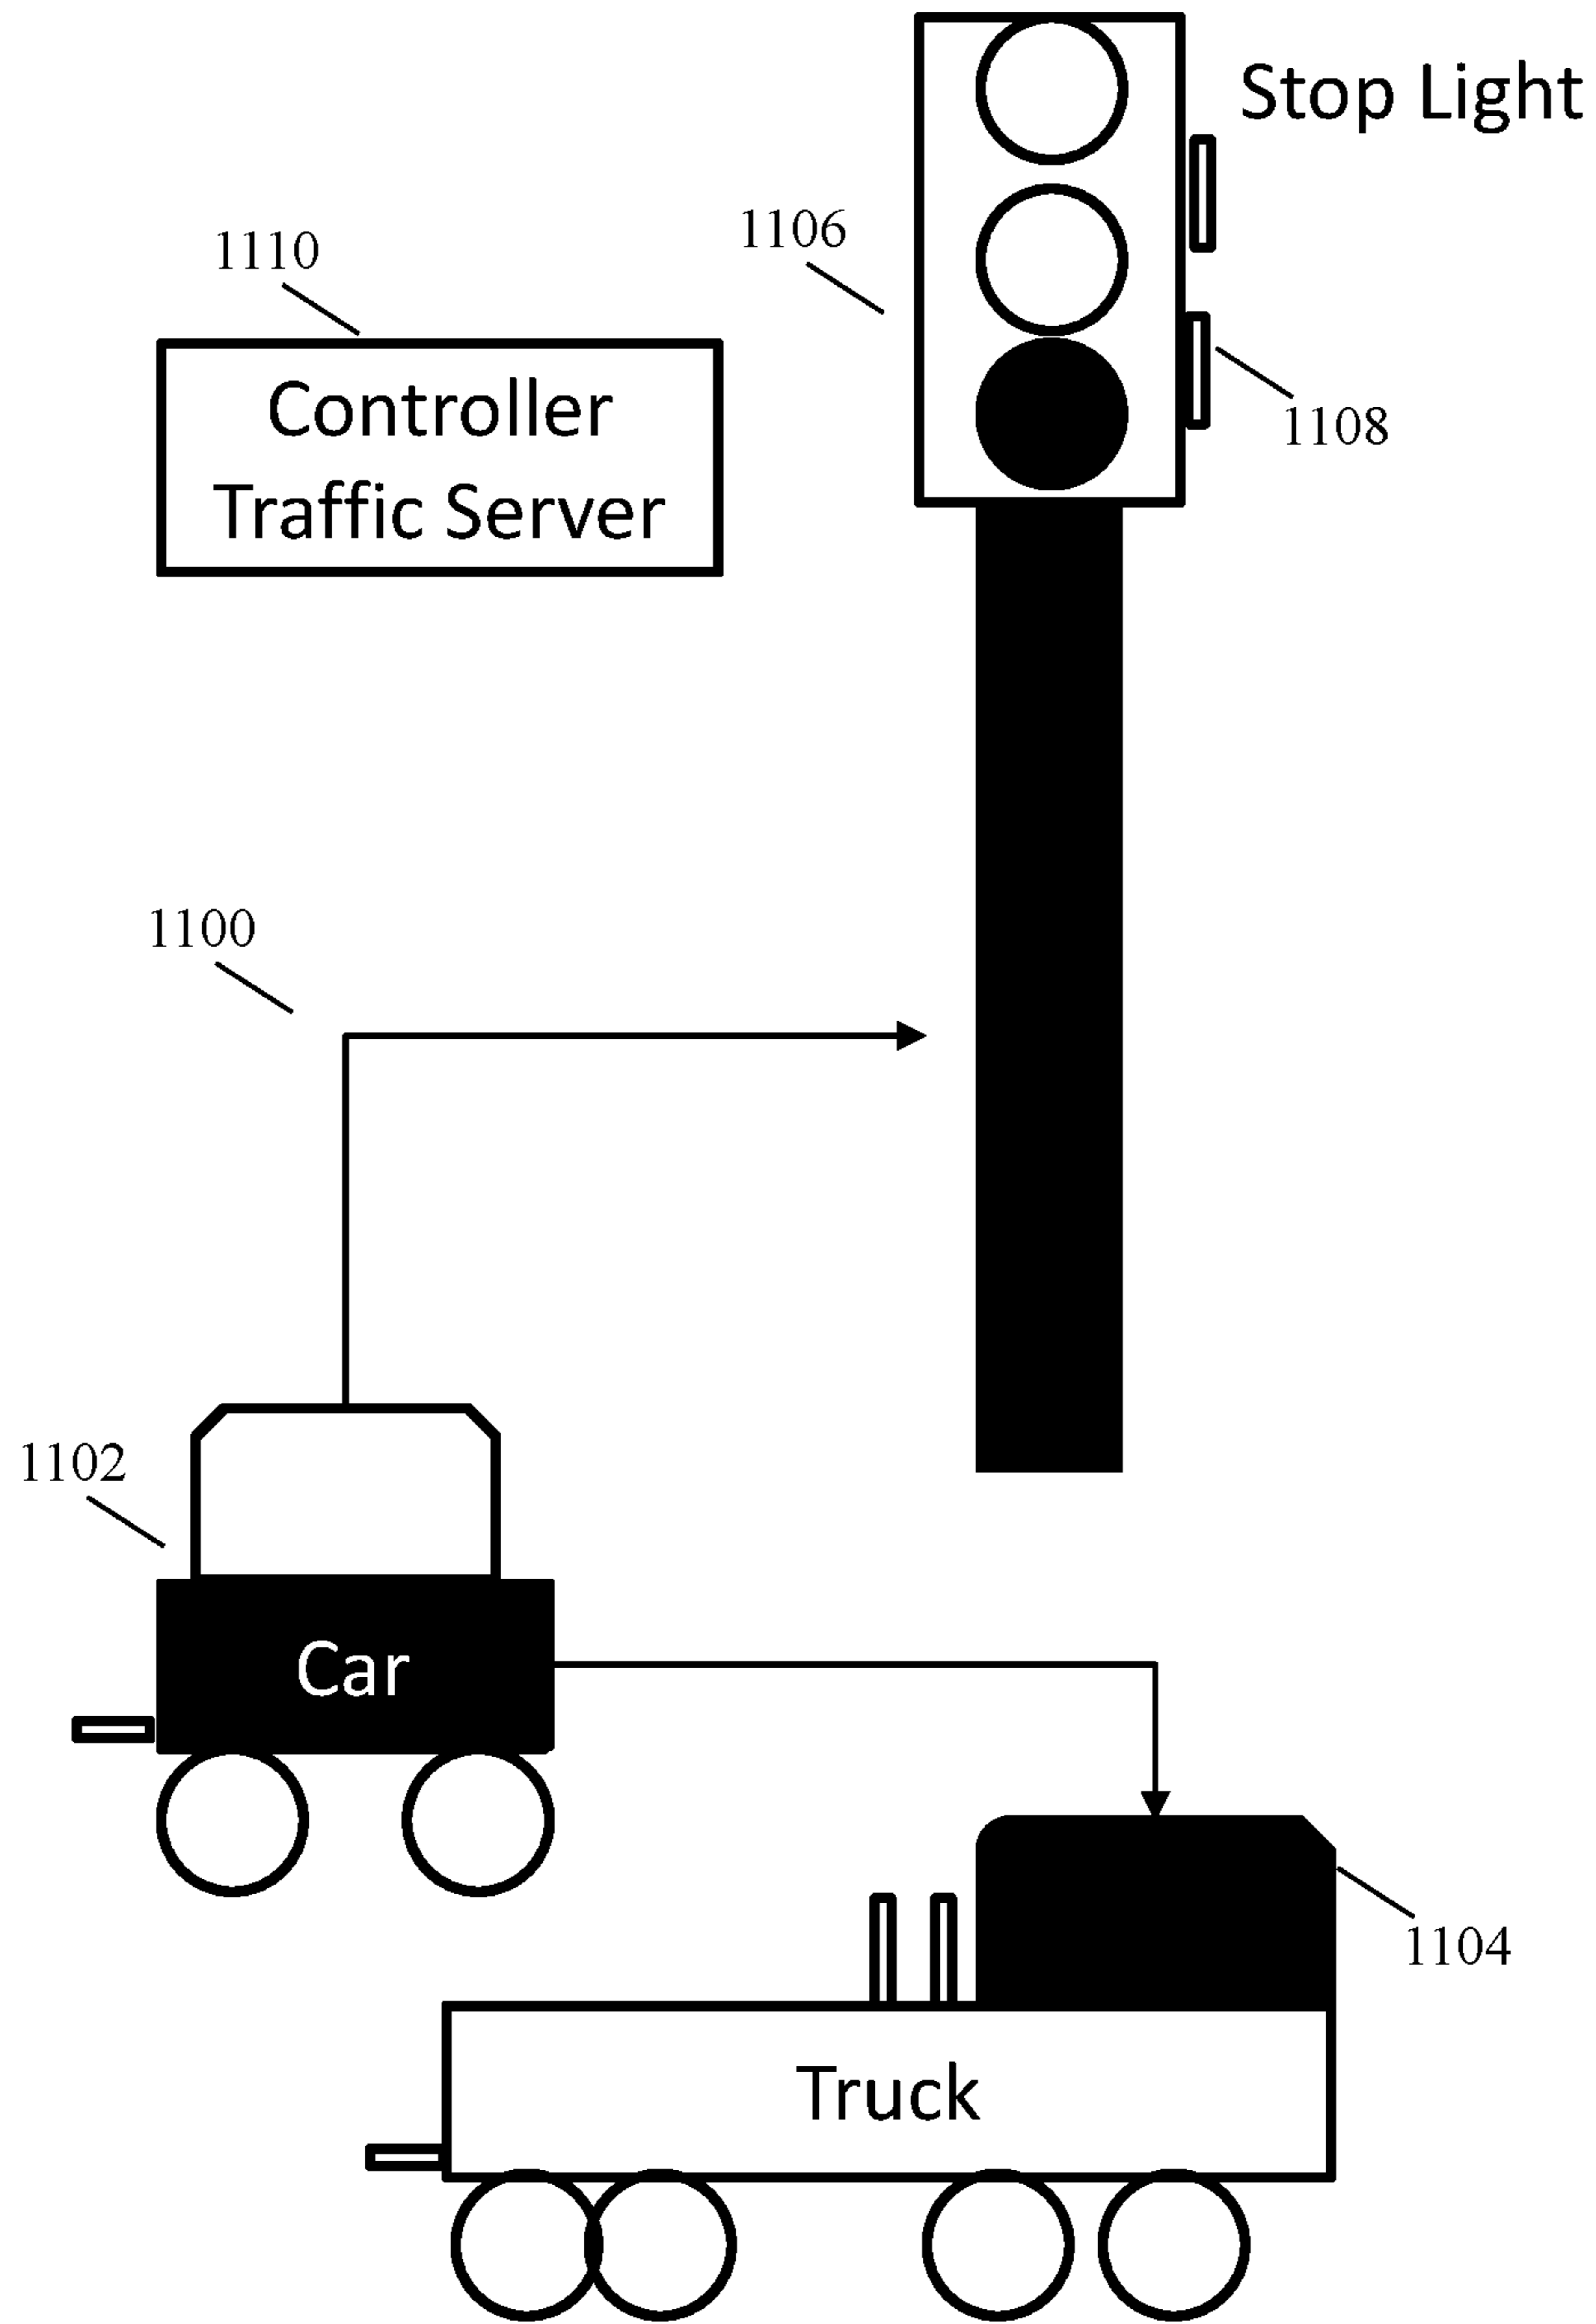 Stop Light
1106
1110
Controller
Traffic Server
1108
1100
1102
Car
1104
Truck